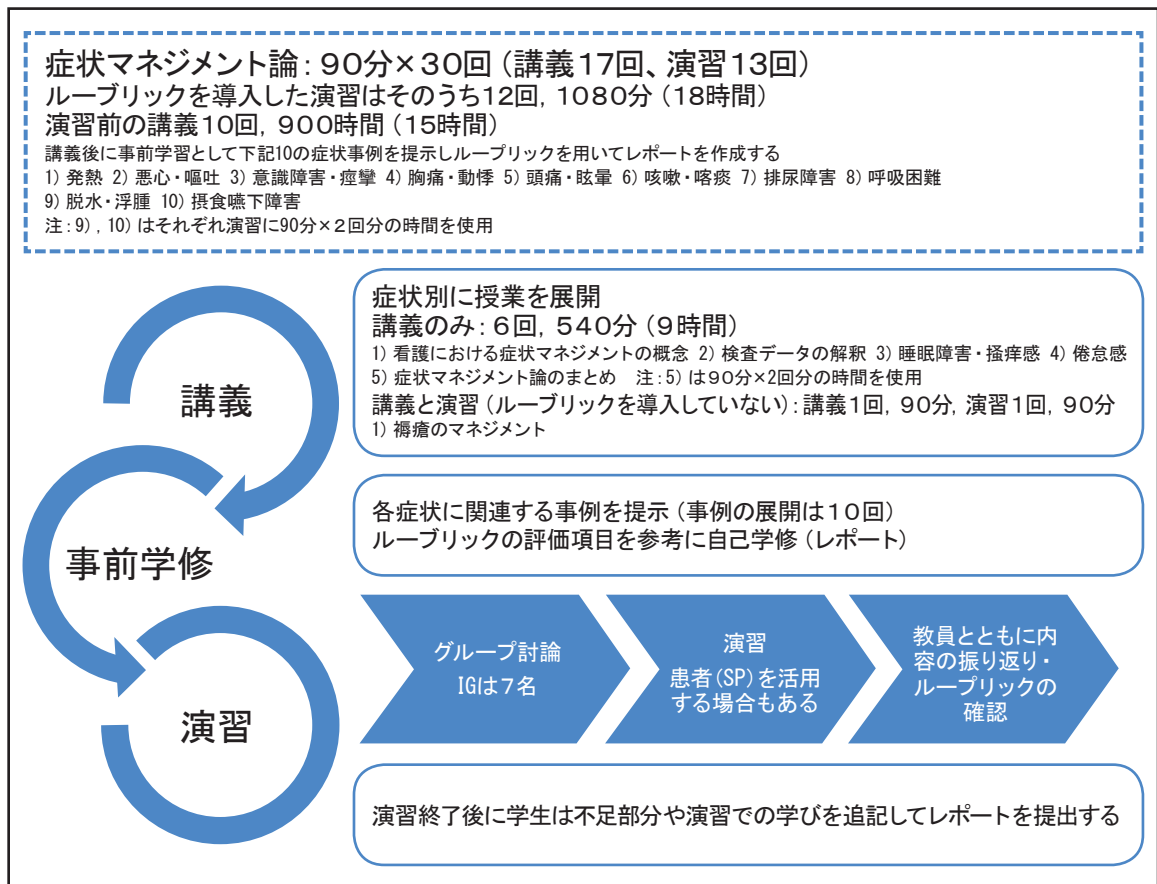 症状マネジメント論：90分×30回（講義17回、演習13回）
ルーブリックを導入した演習はそのうち12回，1080分（18時間）
演習前の講義10回，900時間（15時間）
講義後に事前学習として下記10の症状事例を提示しループリックを用いてレポートを作成する
1）発熱 2）悪心・嘔吐 3）意識障害・痙攣 4）胸痛・動悸 5）頭痛・眩暈 6）咳嗽・喀痰 7）排尿障害 8）呼吸困難
9）脱水・浮腫 10）摂食嚥下障害
注：9），10）はそれぞれ演習に90分×２回分の時間を使用
講義
症状別に授業を展開
講義のみ：６回，５４０分（９時間）
1）看護における症状マネジメントの概念 2）検査データの解釈 3）睡眠障害・掻痒感 4）倦怠感
5）症状マネジメント論のまとめ　注：5）は９０分×2回分の時間を使用
講義と演習（ルーブリックを導入していない）：講義１回，９０分，演習１回，９０分
1）褥瘡のマネジメント
事前学修
各症状に関連する事例を提示（事例の展開は１０回）
ルーブリックの評価項目を参考に自己学修（レポート）
演習
グループ討論
IGは７名
演習
患者（SP）を活用
する場合もある
教員とともに内
容の振り返り・
ループリックの
確認
演習終了後に学生は不足部分や演習での学びを追記してレポートを提出する